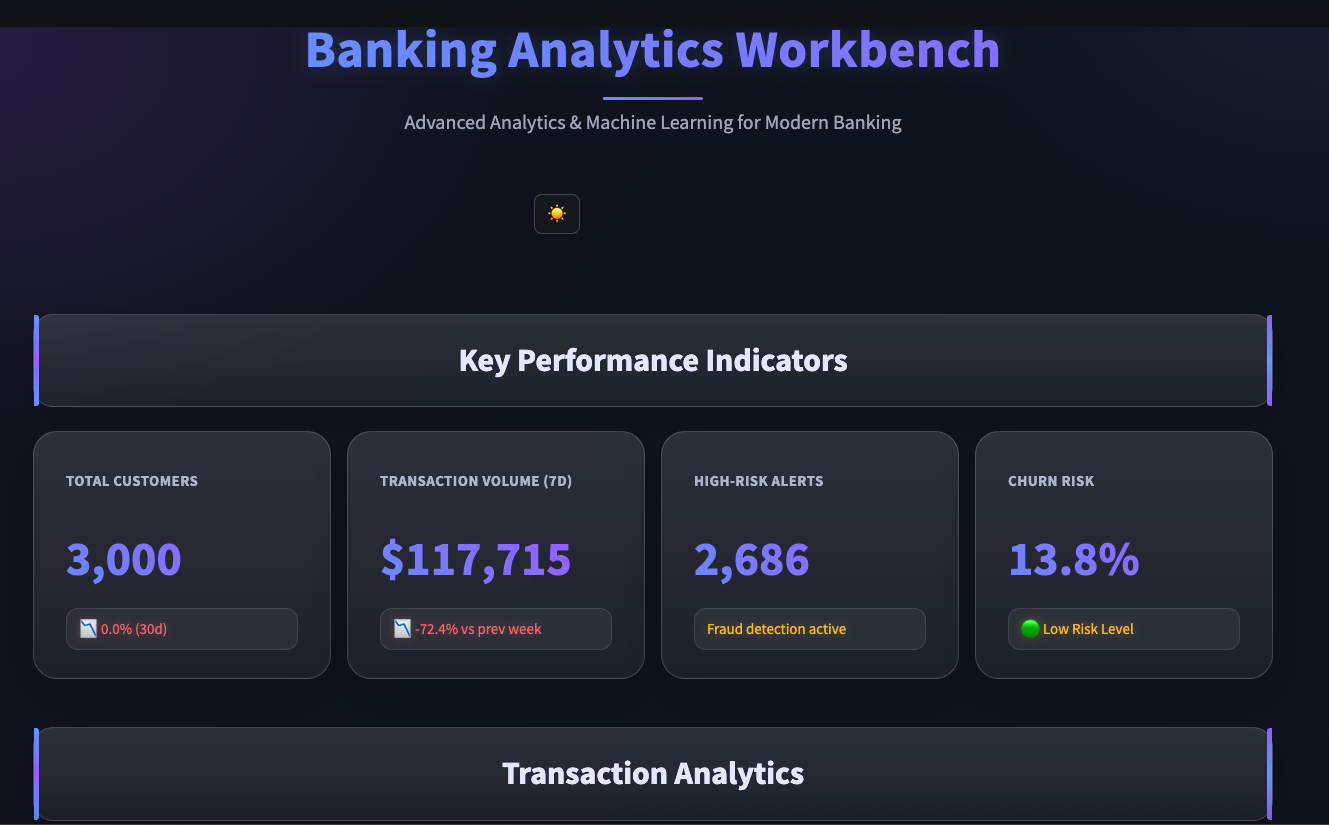 Banking Analytics Workbench
Advanced Analytics & Machine Learning for Modern Banking
Key Performance Indicators
TOTAL CUSTOMERS
3,000
0.0% (30d)
TRANSACTION VOLUME (7D)
$117,715
-72.4% vs prev week
HIGH-RISK ALERTS
2,686
Fraud detection active
CHURN RISK
13.8%
Low Risk Level
Transaction Analytics